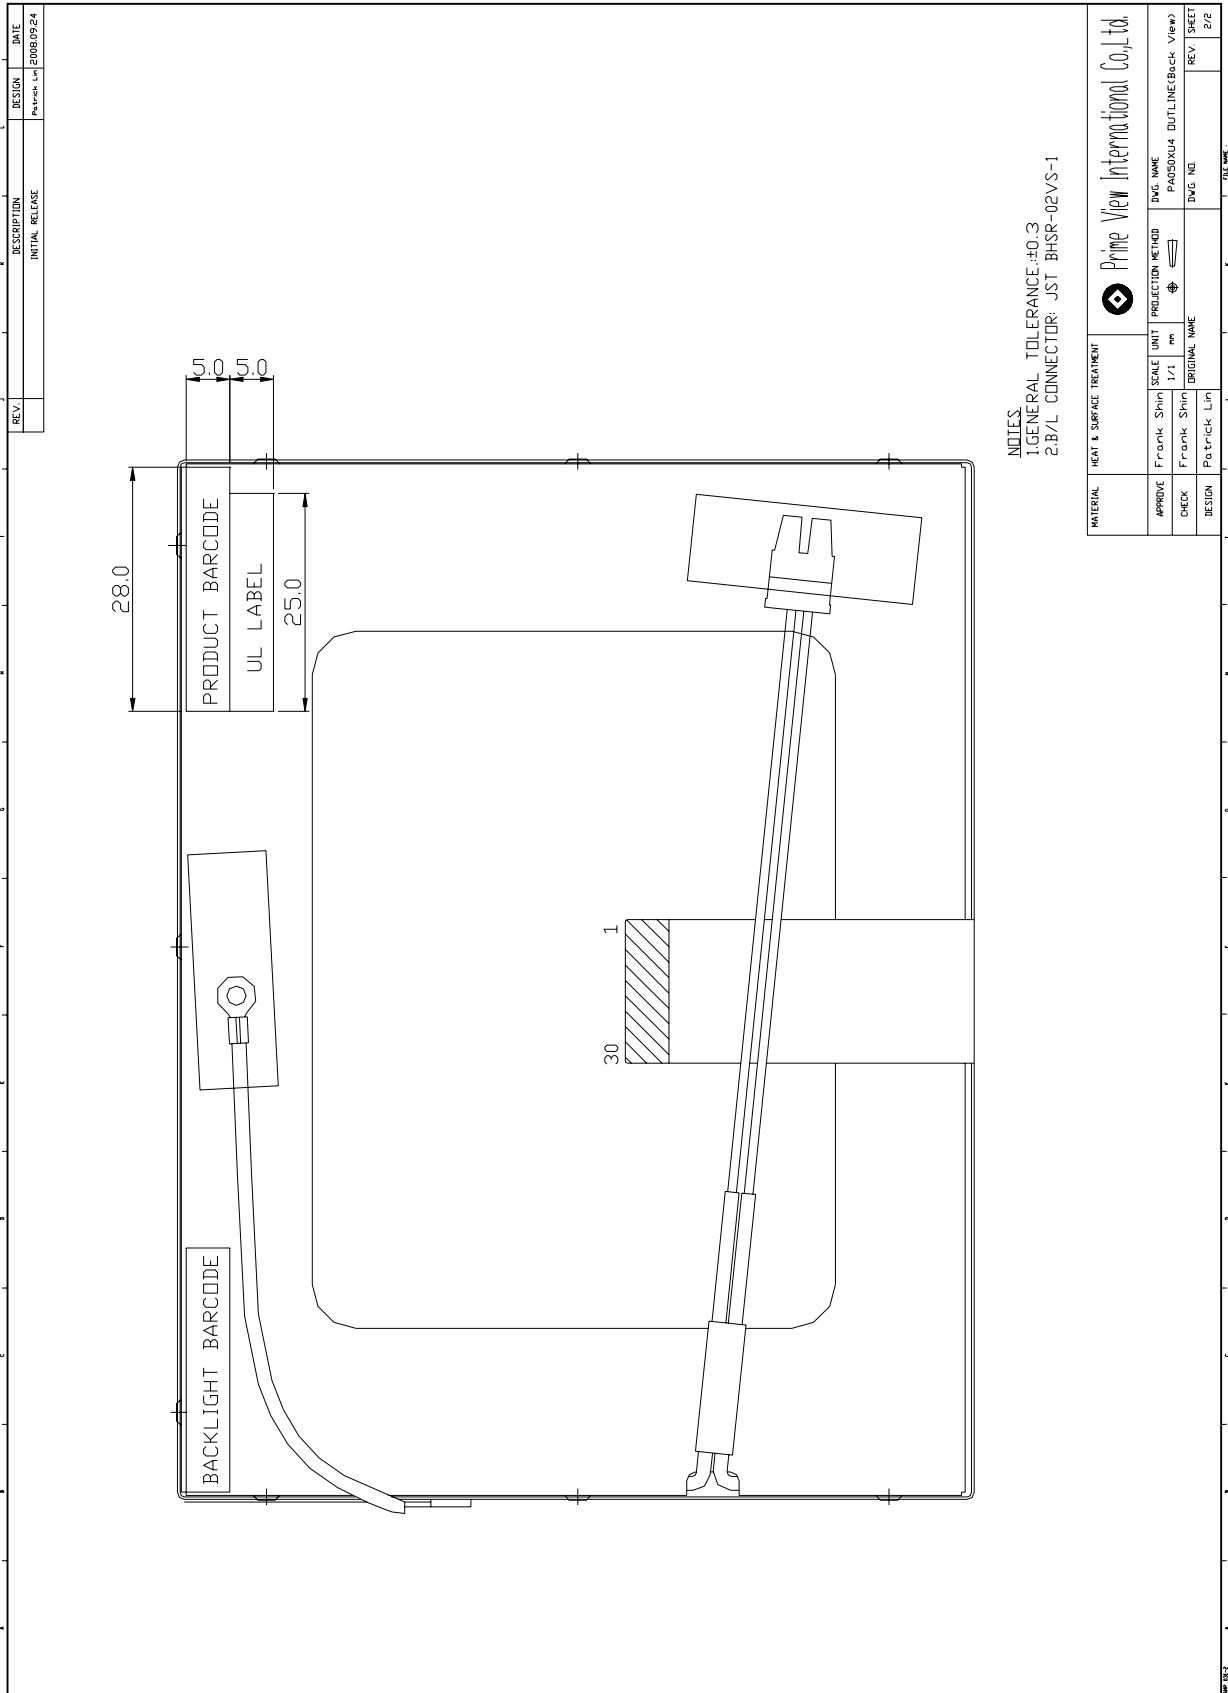 REV.
DESCRIPTION
DESIGN
DATE
INITIAL RELEASE
Patrick Lin
2008.09.24
28.0
5.0
5.0
PRODUCT BARCODE
UL LABEL
25.0
BACKLIGHT BARCODE
1
30
NOTES
1.GENERAL TOLERANCE:±0.3
2.B/L CONNECTOR: JST BHSR-02VS-1
MATERIAL
HEAT & SURFACE TREATMENT
Prime View International Co.,Ltd.
APPROVE
Frank Shin
SCALE
1/1
UNIT
mm
PROJECTION METHOD
DWG. NAME
PA050XU4 OUTLINE(Back View)
CHECK
Frank Shin
DESIGN
Patrick Lin
ORIGINAL NAME
DWG. NO.
REV.
SHEET
2/2
FILE NAME :